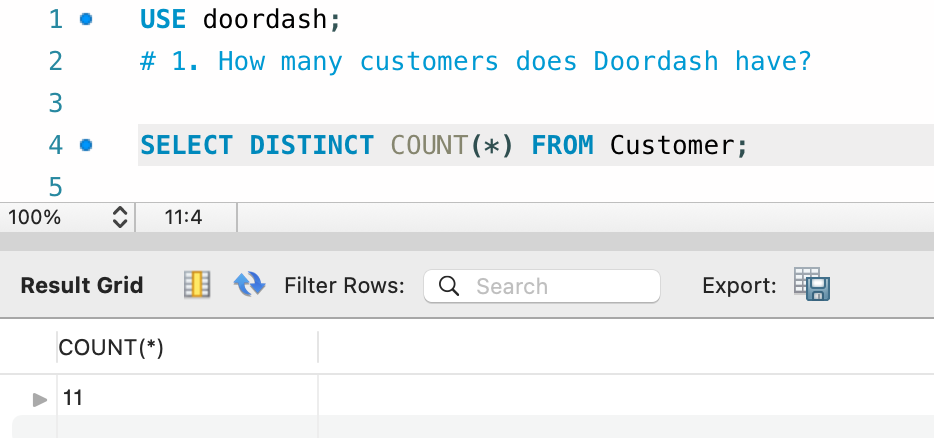 1 USE doordash;
2 # 1. How many customers does Doordash have?
3
4 SELECT DISTINCT COUNT(*) FROM Customer;
5
100% 11:4
Result Grid Filter Rows: Search Export:
COUNT(*)
11